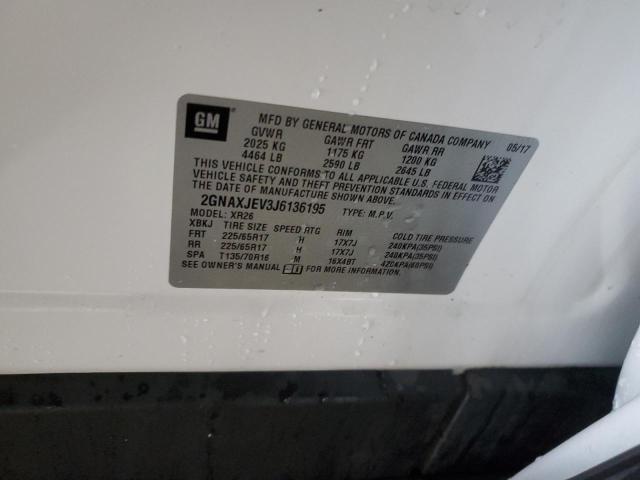 GM
MFD BY GENERAL MOTORS OF CANADA COMPANY 05/17
GVWR GAWR FRT GAWR RR
2025 KG 1175 KG 1200 KG
4464 LB 2590 LB 2645 LB
THIS VEHICLE CONFORMS TO ALL APPLICABLE U.S. FEDERAL MOTOR
VEHICLE SAFETY AND THEFT PREVENTION STANDARDS IN EFFECT ON
THE DATE OF MANUFACTURE SHOWN ABOVE.
2GNAXJEV3J6136195 TYPE: M.P.V.
MODEL: XR26
XBKJ TIRE SIZE SPEED RTG RIM COLD TIRE PRESSURE
FRT 225/65R17 H 17X7J 240KPA(35PSI)
RR 225/65R17 H 17X7J 240KPA(35PSI)
SPA T135/70R16 M 16X4BT 420KPA(60PSI)
SEE OWNER'S MANUAL i FOR MORE INFORMATION.